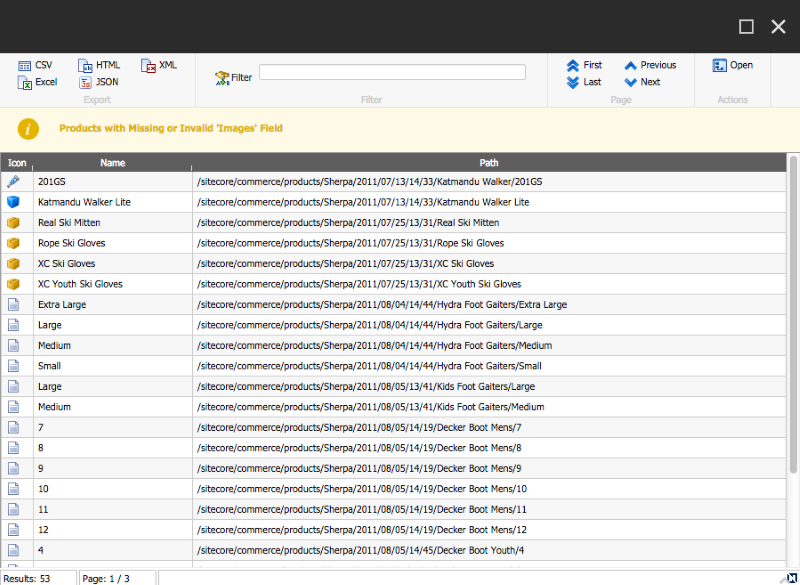 CSV HTML XML
Excel JSON
Export
Filter
Filter
First Previous
Last Next
Page
Open
Actions
Products with Missing or Invalid 'Images' Field
Icon Name Path
201GS /sitecore/commerce/products/Sherpa/2011/07/13/14/33/Katmandu Walker/201GS
Katmandu Walker Lite /sitecore/commerce/products/Sherpa/2011/07/13/14/33/Katmandu Walker Lite
Real Ski Mitten /sitecore/commerce/products/Sherpa/2011/07/25/13/31/Real Ski Mitten
Rope Ski Gloves /sitecore/commerce/products/Sherpa/2011/07/25/13/31/Rope Ski Gloves
XC Ski Gloves /sitecore/commerce/products/Sherpa/2011/07/25/13/31/XC Ski Gloves
XC Youth Ski Gloves /sitecore/commerce/products/Sherpa/2011/07/25/13/31/XC Youth Ski Gloves
Extra Large /sitecore/commerce/products/Sherpa/2011/08/04/14/44/Hydra Foot Gaiters/Extra Large
Large /sitecore/commerce/products/Sherpa/2011/08/04/14/44/Hydra Foot Gaiters/Large
Medium /sitecore/commerce/products/Sherpa/2011/08/04/14/44/Hydra Foot Gaiters/Medium
Small /sitecore/commerce/products/Sherpa/2011/08/04/14/44/Hydra Foot Gaiters/Small
Large /sitecore/commerce/products/Sherpa/2011/08/05/13/41/Kids Foot Gaiters/Large
Medium /sitecore/commerce/products/Sherpa/2011/08/05/13/41/Kids Foot Gaiters/Medium
7 /sitecore/commerce/products/Sherpa/2011/08/05/14/19/Decker Boot Mens/7
8 /sitecore/commerce/products/Sherpa/2011/08/05/14/19/Decker Boot Mens/8
9 /sitecore/commerce/products/Sherpa/2011/08/05/14/19/Decker Boot Mens/9
10 /sitecore/commerce/products/Sherpa/2011/08/05/14/19/Decker Boot Mens/10
11 /sitecore/commerce/products/Sherpa/2011/08/05/14/19/Decker Boot Mens/11
12 /sitecore/commerce/products/Sherpa/2011/08/05/14/19/Decker Boot Mens/12
4 /sitecore/commerce/products/Sherpa/2011/08/05/14/45/Decker Boot Youth/4
Results: 53 Page: 1 / 3